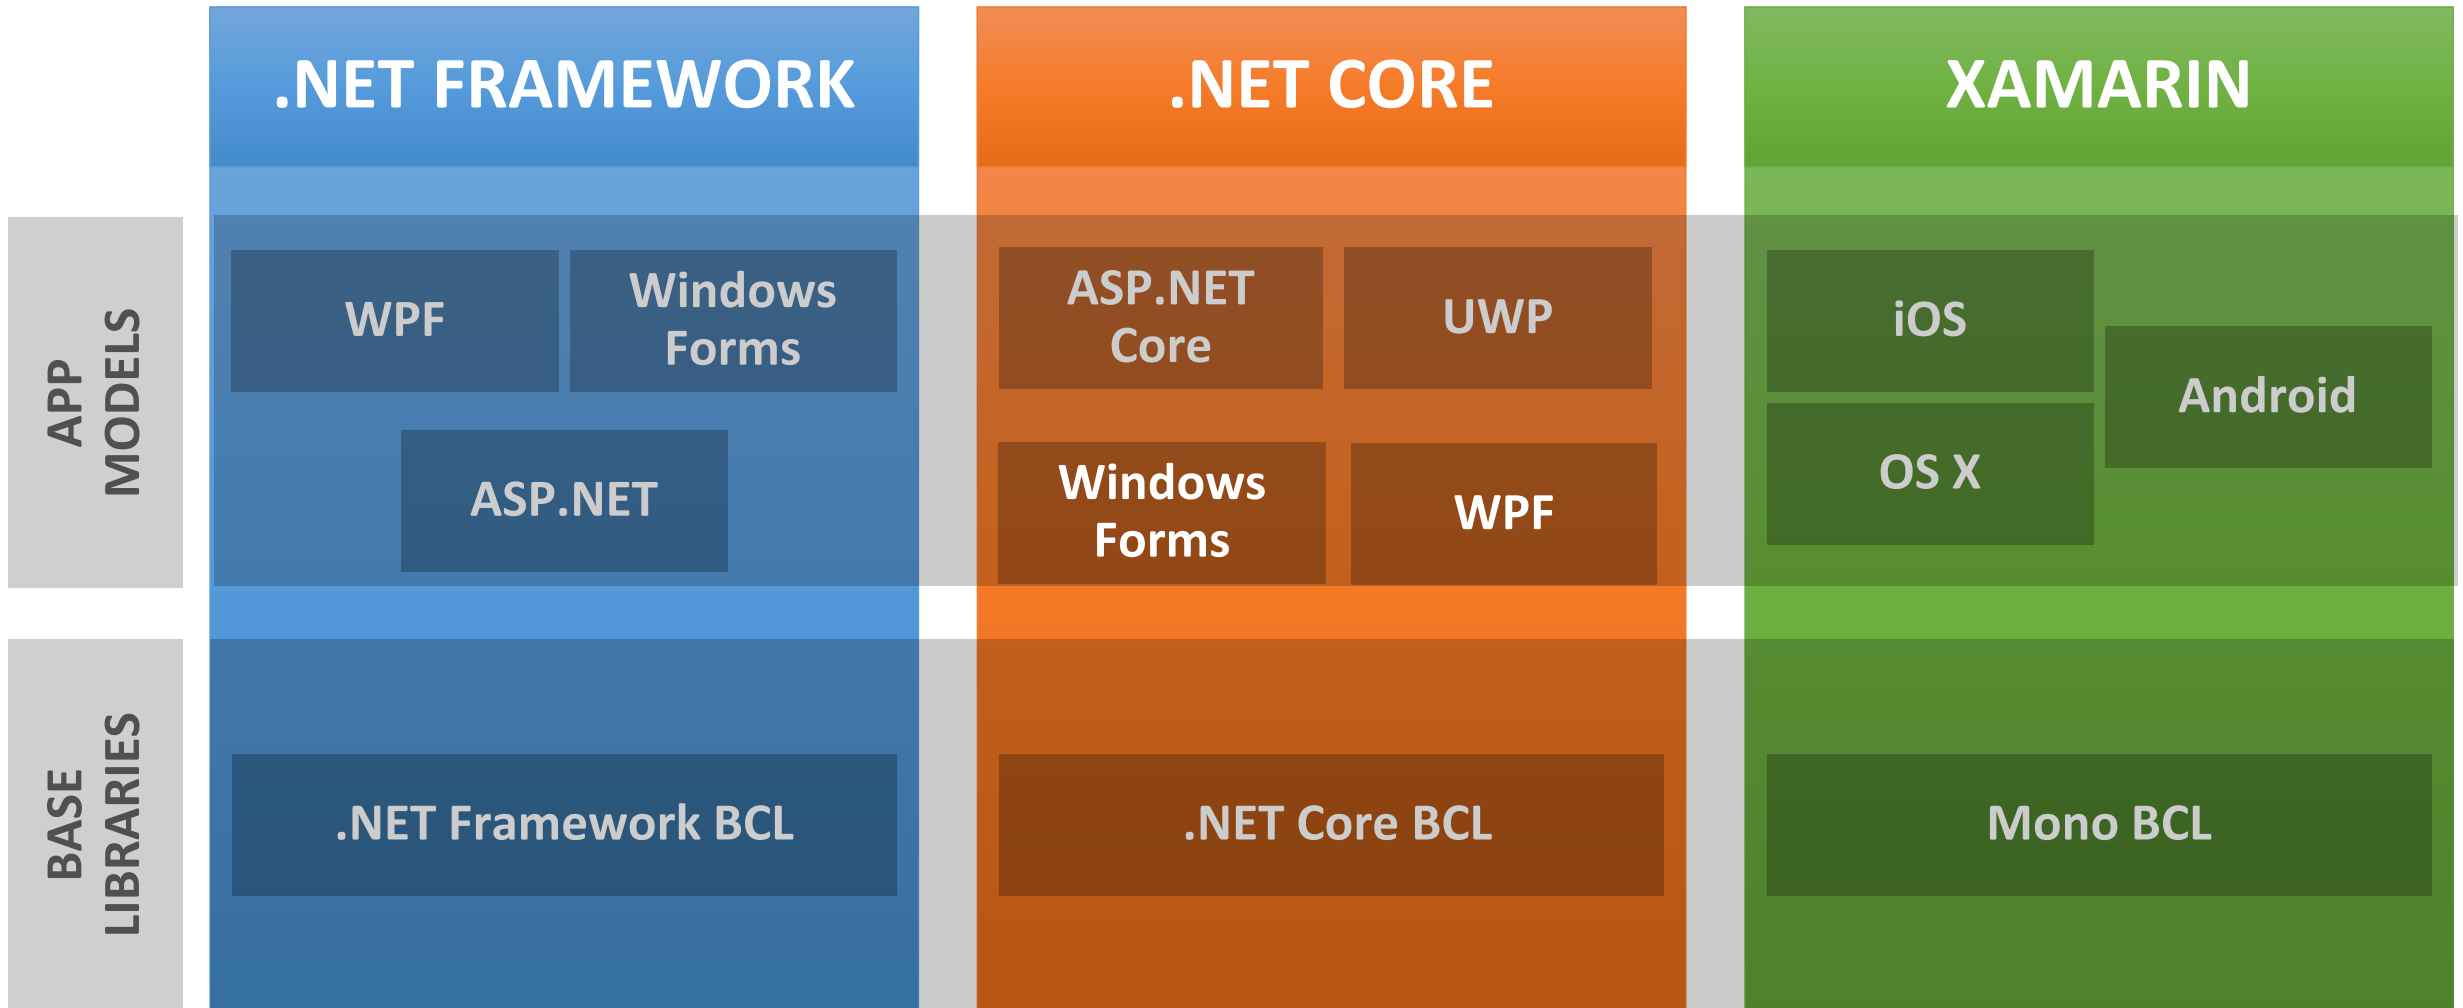 .NET FRAMEWORK
.NET CORE
XAMARIN
APP
MODELS
WPF
Windows
Forms
ASP.NET
ASP.NET
Core
UWP
Windows
Forms
WPF
iOS
Android
OS X
BASE
LIBRARIES
.NET Framework BCL
.NET Core BCL
Mono BCL